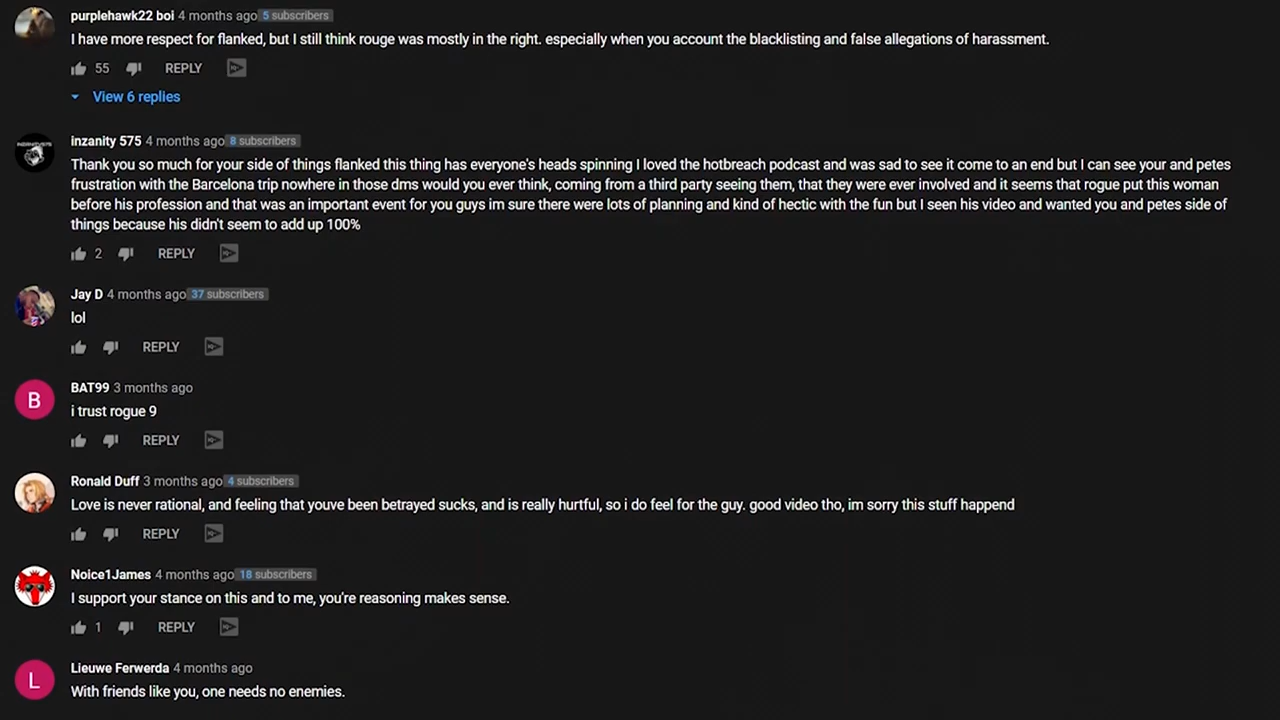 purplehawk22 boi 4 months ago 5 subscribers
I have more respect for flanked, but I still think rouge was mostly in the right. especially when you account the blacklisting and false allegations of harassment.
55 REPLY
View 6 replies
inzanity 575 4 months ago 8 subscribers
Thank you so much for your side of things flanked this thing has everyone's heads spinning I loved the hotbreach podcast and was sad to see it come to an end but I can see your and petes
frustration with the Barcelona trip nowhere in those dms would you ever think, coming from a third party seeing them, that they were ever involved and it seems that rogue put this woman
before his profession and that was an important event for you guys im sure there were lots of planning and kind of hectic with the fun but I seen his video and wanted you and petes side of
things because his didn't seem to add up 100%
2 REPLY
Jay D 4 months ago 37 subscribers
lol
REPLY
B
BAT99 3 months ago
i trust rogue 9
REPLY
Ronald Duff 3 months ago 4 subscribers
Love is never rational, and feeling that youve been betrayed sucks, and is really hurtful, so i do feel for the guy. good video tho, im sorry this stuff happend
REPLY
Noice1James 4 months ago 18 subscribers
I support your stance on this and to me, you're reasoning makes sense.
1 REPLY
L
Lieuwe Ferwerda 4 months ago
With friends like you, one needs no enemies.